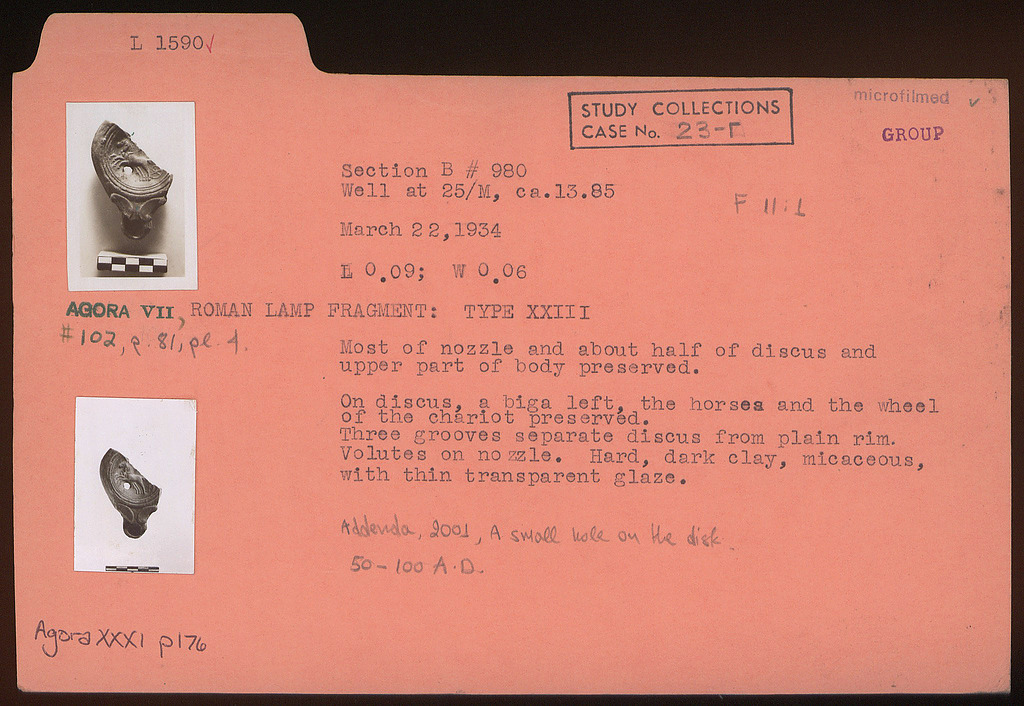 L 1590✓
STUDY COLLECTIONS
CASE No. 23-Γ
microfilmed ✓
GROUP
Section B # 980
Well at 25/M, ca.13.85
F 11:1
March 22,1934
L 0.09; W 0.06
AGORA VII, ROMAN LAMP FRAGMENT: TYPE XXIII
#102, p. 81, pl. 4.
Most of nozzle and about half of discus and
upper part of body preserved.
On discus, a biga left, the horses and the wheel
of the chariot preserved.
Three grooves separate discus from plain rim.
Volutes on nozzle. Hard, dark clay, micaceous,
with thin transparent glaze.
Addenda, 2001, A small hole on the disk.
50-100 A.D.
Agora XXXI p176